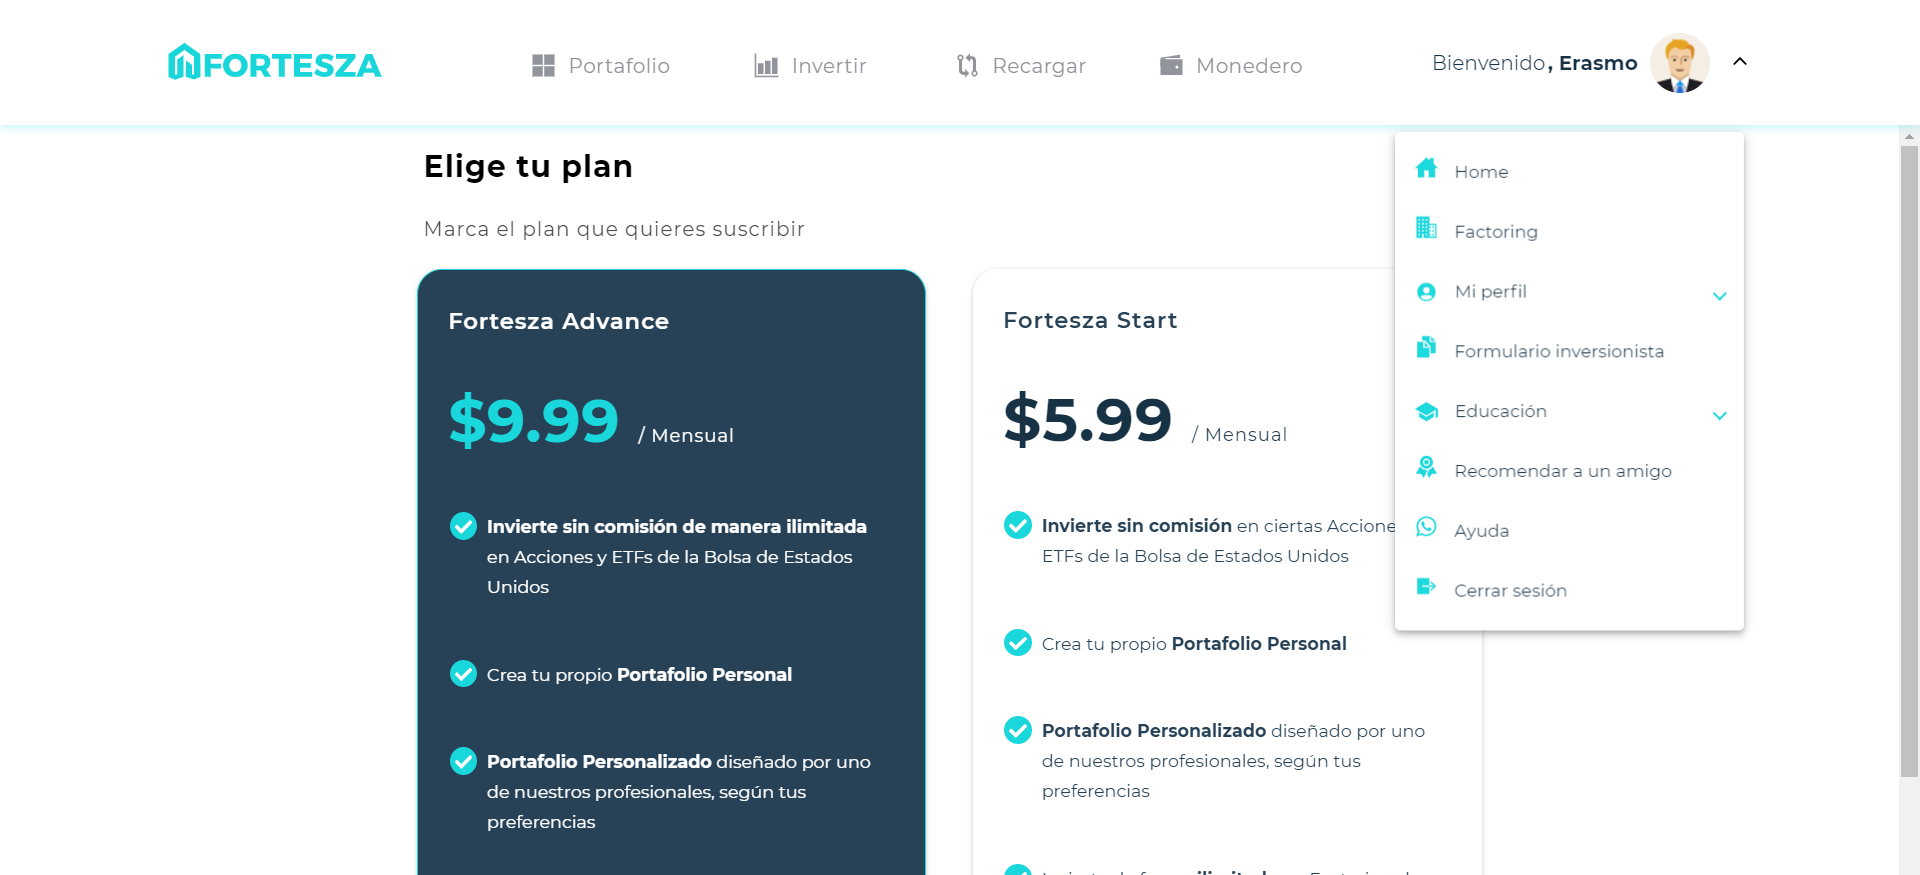 FORTESZA
Portafolio
Invertir
Recargar
Monedero
Bienvenido, Erasmo
Elige tu plan
Marca el plan que quieres suscribir
Fortesza Advance
$9.99 / Mensual
Invierte sin comisión de manera ilimitada
en Acciones y ETFs de la Bolsa de Estados
Unidos
Crea tu propio Portafolio Personal
Portafolio Personalizado diseñado por uno
de nuestros profesionales, según tus
preferencias
Fortesza Start
$5.99 / Mensual
Invierte sin comisión en ciertas Accione
ETFs de la Bolsa de Estados Unidos
Crea tu propio Portafolio Personal
Portafolio Personalizado diseñado por uno
de nuestros profesionales, según tus
preferencias
Home
Factoring
Mi perfil
Formulario inversionista
Educación
Recomendar a un amigo
Ayuda
Cerrar sesión